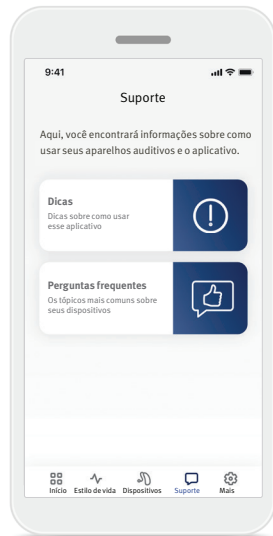 9:41
Suporte
Aqui, você encontrará informações sobre como
usar seus aparelhos auditivos e o aplicativo.
Dicas
Dicas sobre como usar
esse aplicativo
Perguntas frequentes
Os tópicos mais comuns sobre
seus dispositivos
Início Estilo de vida Dispositivos Suporte Mais